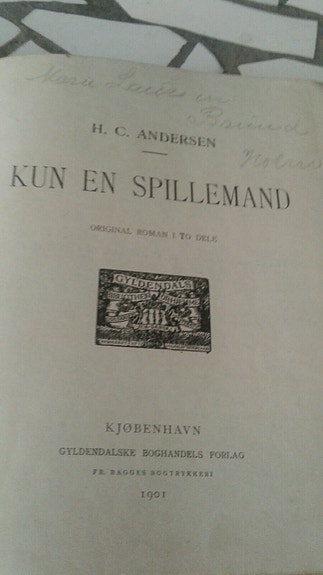 H. C. ANDERSEN
KUN EN SPILLEMAND
ORIGINAL ROMAN I TO DELE
GYLDENDALS
KJØBENHAVN
GYLDENDALSKE BOGHANDELS FORLAG
FR. BAGGES BOGTRYKKERI
1901